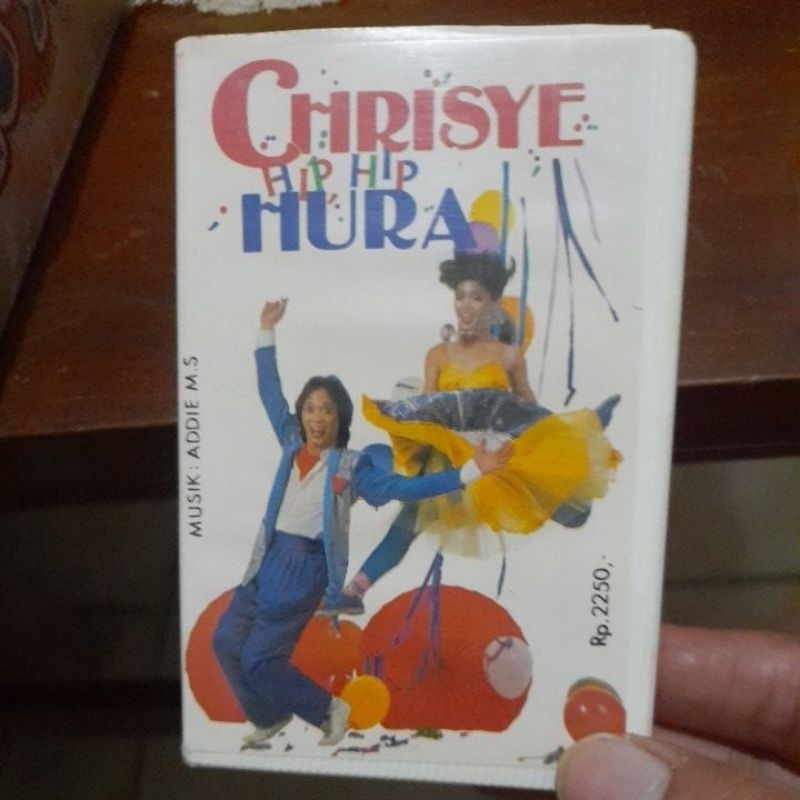 CHRISYE
HIP HIP
HURA
MUSIK : ADDIE M.S
Rp.2250,-